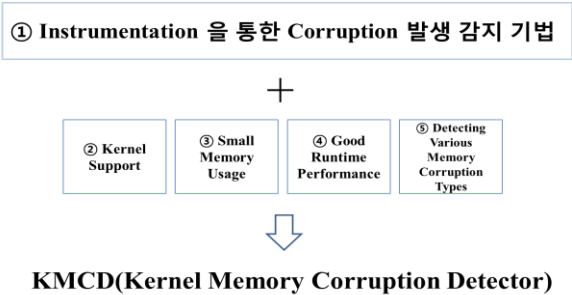 ① Instrumentation 을 통한 Corruption 발생 감지 기법
+
② Kernel
Support
③ Small
Memory
Usage
④ Good
Runtime
Performance
⑤ Detecting
Various
Memory
Corruption
Types
KMCD(Kernel Memory Corruption Detector)